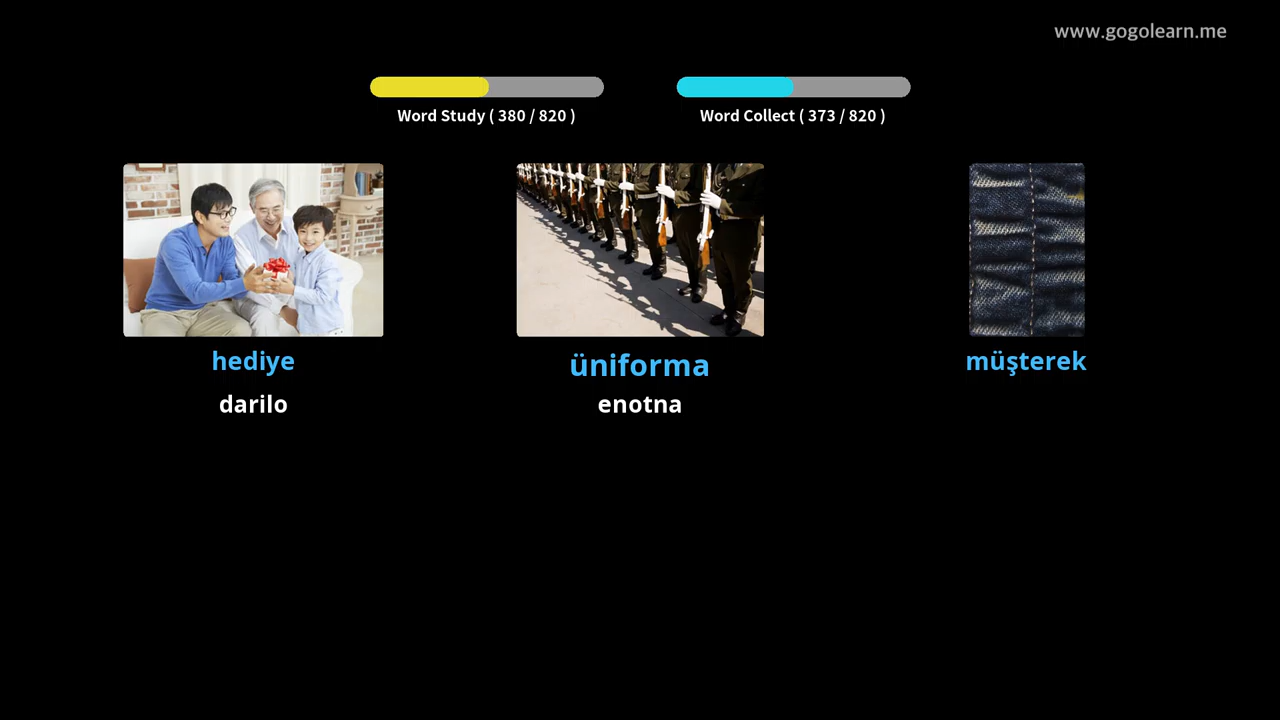 www.gogolearn.me
Word Study ( 380 / 820 )
Word Collect ( 373 / 820 )
hediye
üniforma
müşterek
darilo
enotna